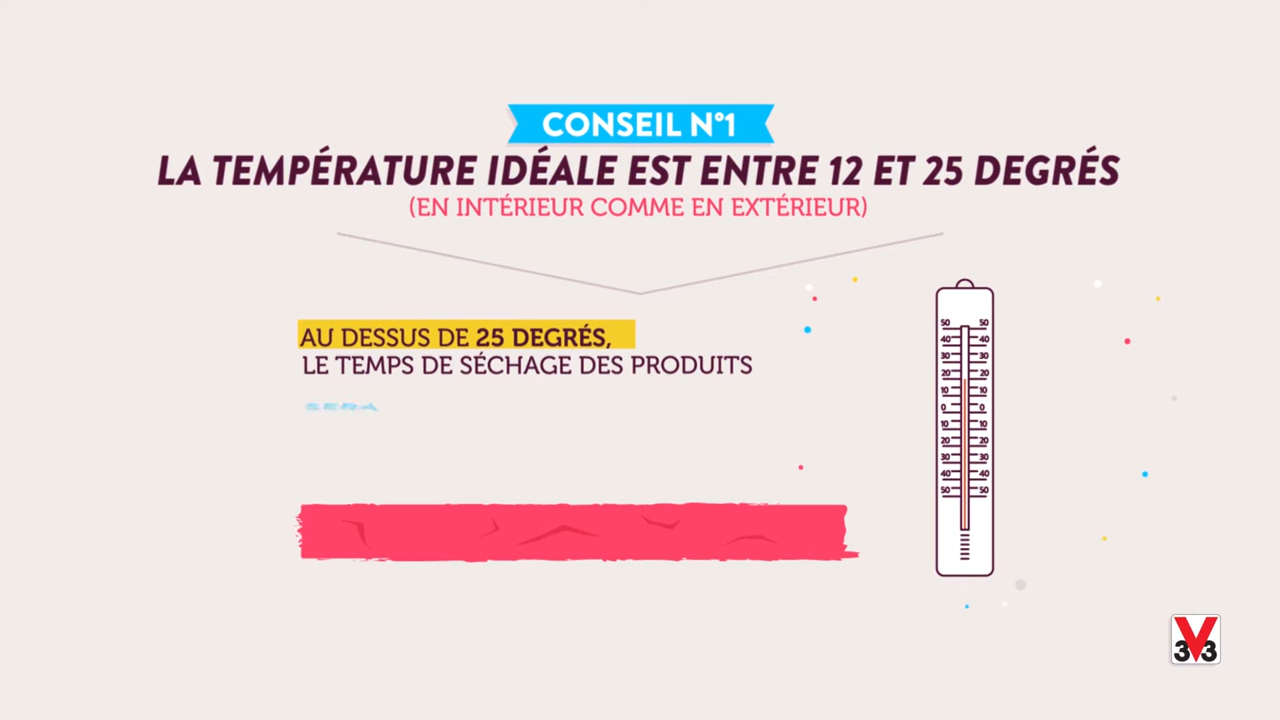 CONSEIL N°1
LA TEMPÉRATURE IDÉALE EST ENTRE 12 ET 25 DEGRÉS
(EN INTÉRIEUR COMME EN EXTÉRIEUR)
AU DESSUS DE 25 DEGRÉS,
LE TEMPS DE SÉCHAGE DES PRODUITS
SERA
50 50
40 40
30 30
20 20
10 10
0 0
10 10
20 20
30 30
40 40
50 50
3V3